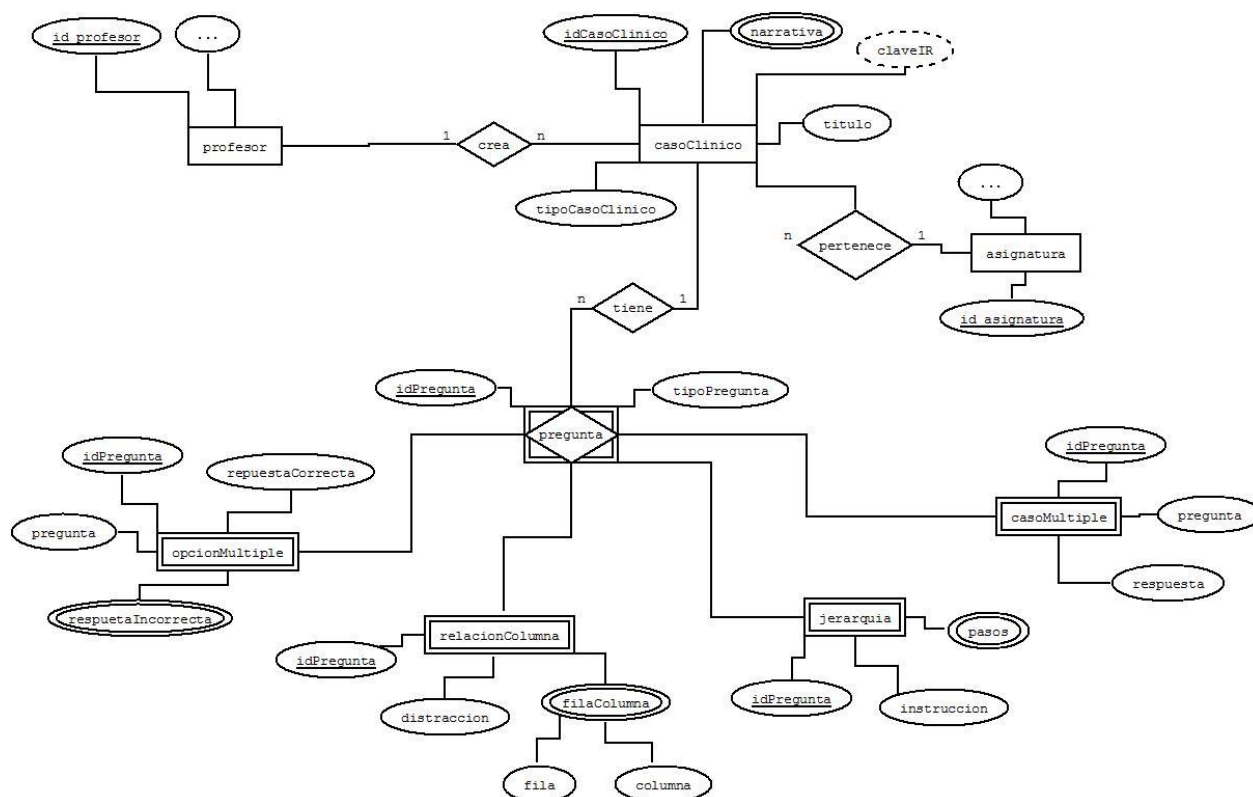 id profesor
...
idCasoClinico
narrativa
claveIR
profesor
1
crea
n
casoClinico
titulo
tipoCasoClinico
...
n
pertenece
1
asignatura
id asignatura
n
tiene
1
idPregunta
tipoPregunta
pregunta
idPregunta
repuestaCorrecta
pregunta
opcionMultiple
respuetaIncorrecta
idPregunta
casoMultiple
pregunta
respuesta
relacionColumna
idPregunta
distraccion
filaColumna
fila
columna
jerarquia
pasos
idPregunta
instruccion